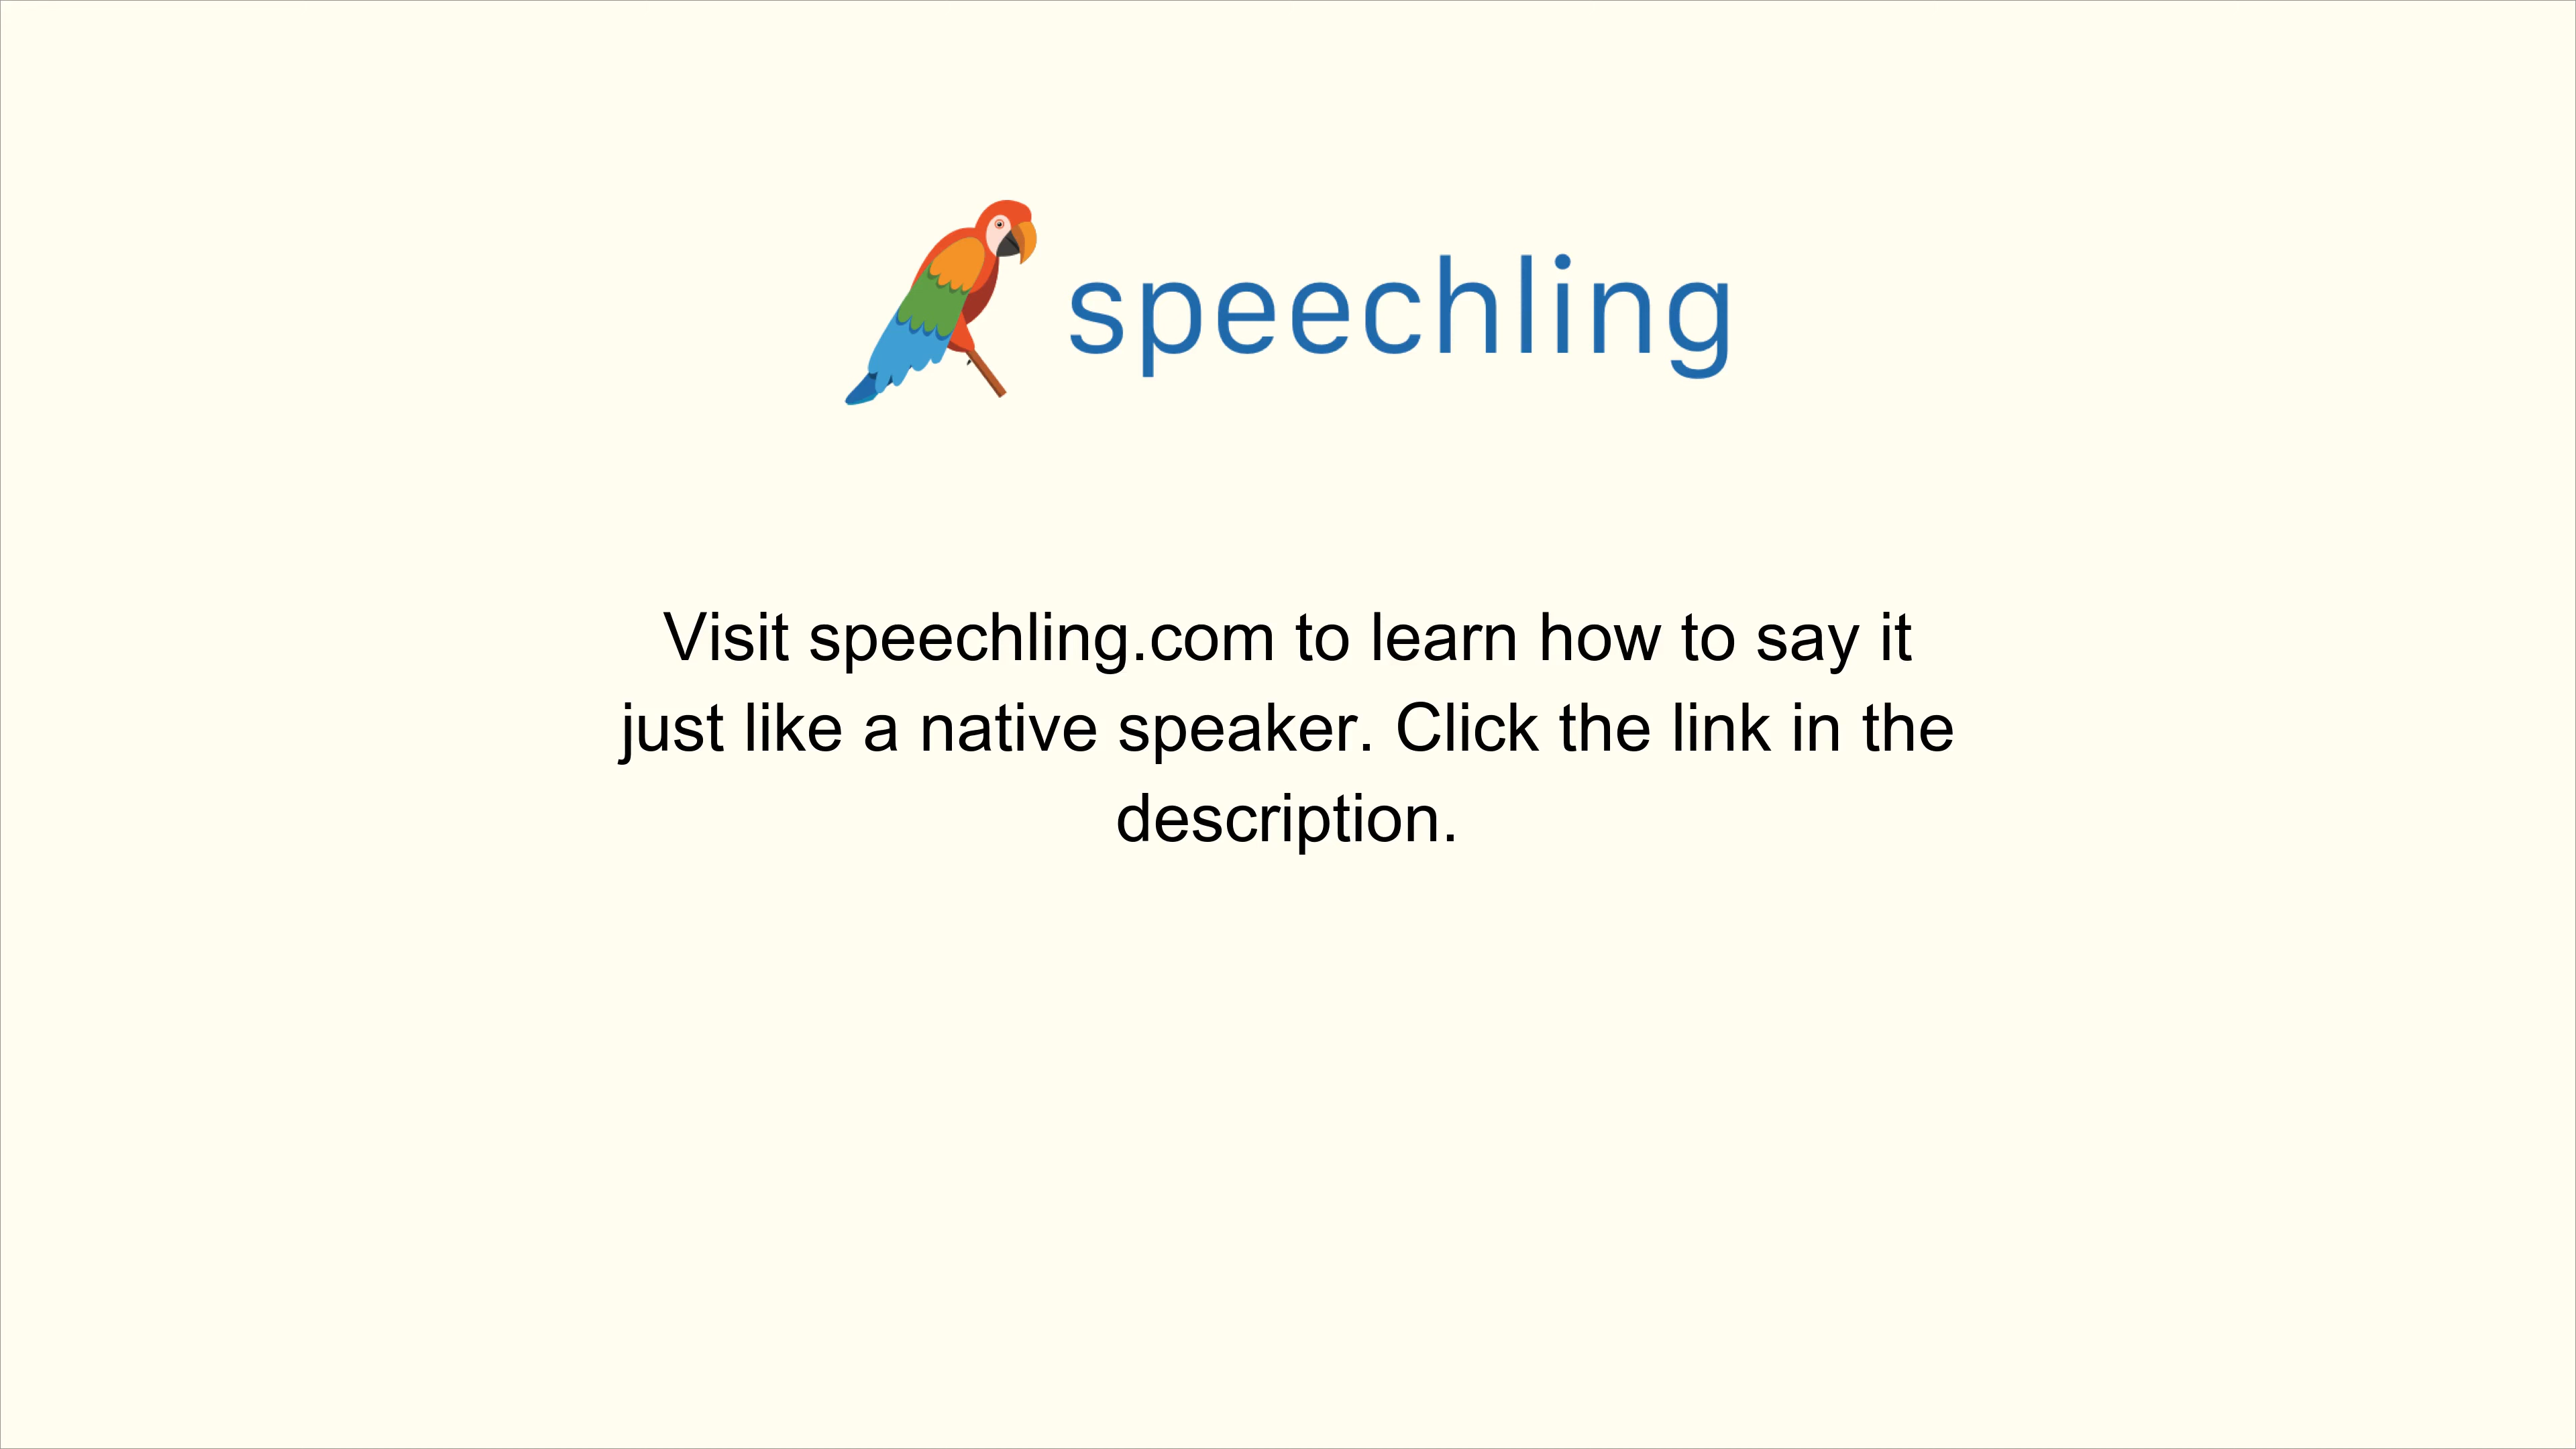 speechling
Visit speechling.com to learn how to say it
just like a native speaker. Click the link in the
description.